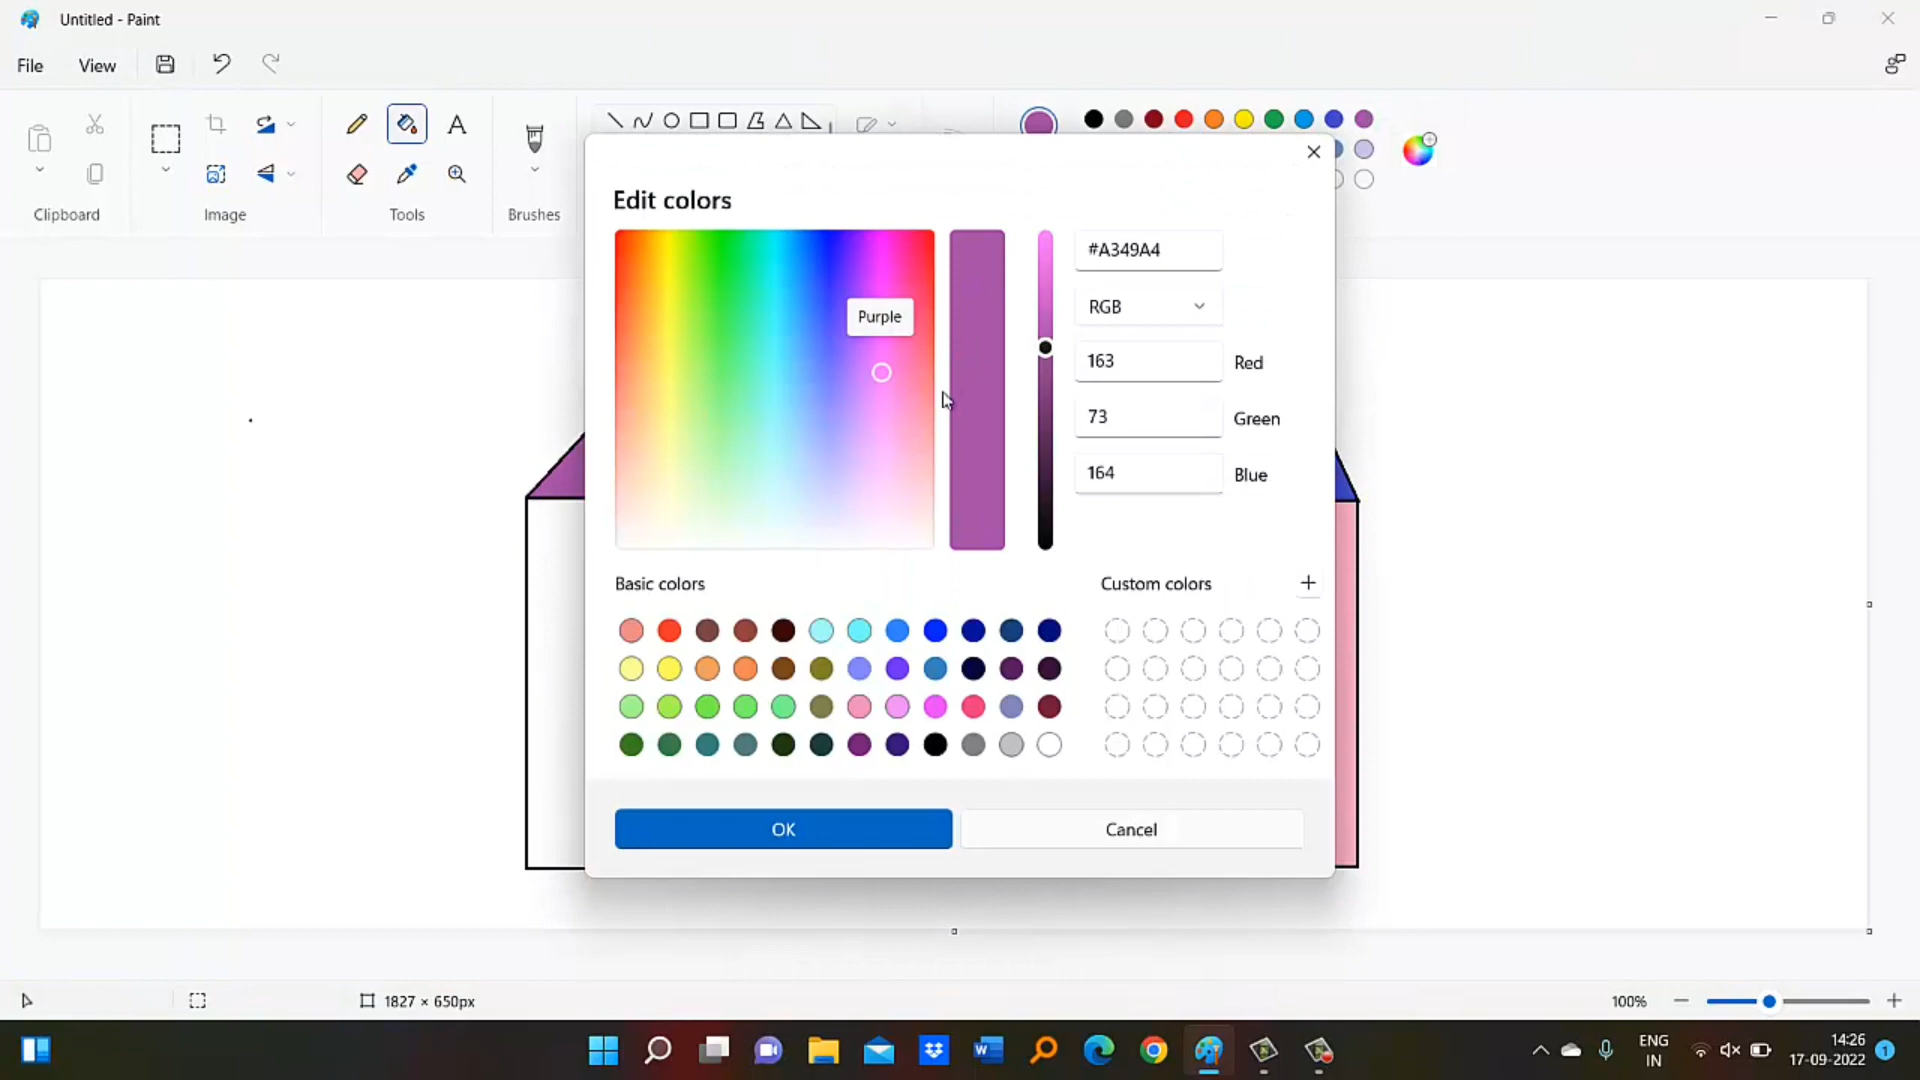 Untitled - Paint
File View
Clipboard Image Tools Brushes
Edit colors
#A349A4
RGB
Purple
163 Red
73 Green
164 Blue
Basic colors Custom colors
OK Cancel
1827 × 650px 100%
ENG 14:26
IN 17-09-2022 1